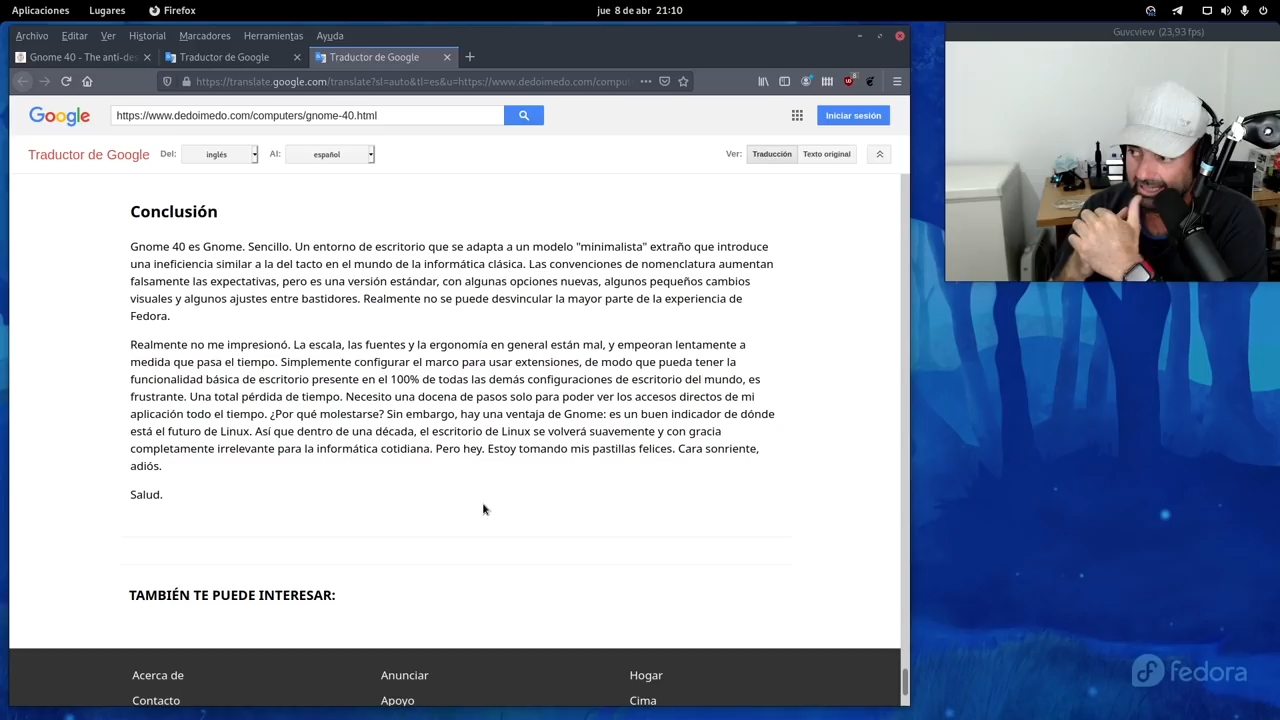 Aplicaciones Lugares Firefox jue 8 de abr 21:10
Archivo Editar Ver Historial Marcadores Herramientas Ayuda
Guvcview (23,93 fps)
Gnome 40 - The anti-des
Traductor de Google
Traductor de Google
https://translate.google.com/translate?sl=auto&tl=es&u=https://www.dedoimedo.com/compu
8
Google
https://www.dedoimedo.com/computers/gnome-40.html
Iniciar sesión
Traductor de Google Del: inglés Al: español Ver: Traducción Texto original
Conclusión
Gnome 40 es Gnome. Sencillo. Un entorno de escritorio que se adapta a un modelo "minimalista" extraño que introduce
una ineficiencia similar a la del tacto en el mundo de la informática clásica. Las convenciones de nomenclatura aumentan
falsamente las expectativas, pero es una versión estándar, con algunas opciones nuevas, algunos pequeños cambios
visuales y algunos ajustes entre bastidores. Realmente no se puede desvincular la mayor parte de la experiencia de
Fedora.
Realmente no me impresionó. La escala, las fuentes y la ergonomía en general están mal, y empeoran lentamente a
medida que pasa el tiempo. Simplemente configurar el marco para usar extensiones, de modo que pueda tener la
funcionalidad básica de escritorio presente en el 100% de todas las demás configuraciones de escritorio del mundo, es
frustrante. Una total pérdida de tiempo. Necesito una docena de pasos solo para poder ver los accesos directos de mi
aplicación todo el tiempo. ¿Por qué molestarse? Sin embargo, hay una ventaja de Gnome: es un buen indicador de dónde
está el futuro de Linux. Así que dentro de una década, el escritorio de Linux se volverá suavemente y con gracia
completamente irrelevante para la informática cotidiana. Pero hey. Estoy tomando mis pastillas felices. Cara sonriente,
adiós.
Salud.
TAMBIÉN TE PUEDE INTERESAR:
Acerca de Anunciar Hogar
Contacto Apoyo Cima
fedora